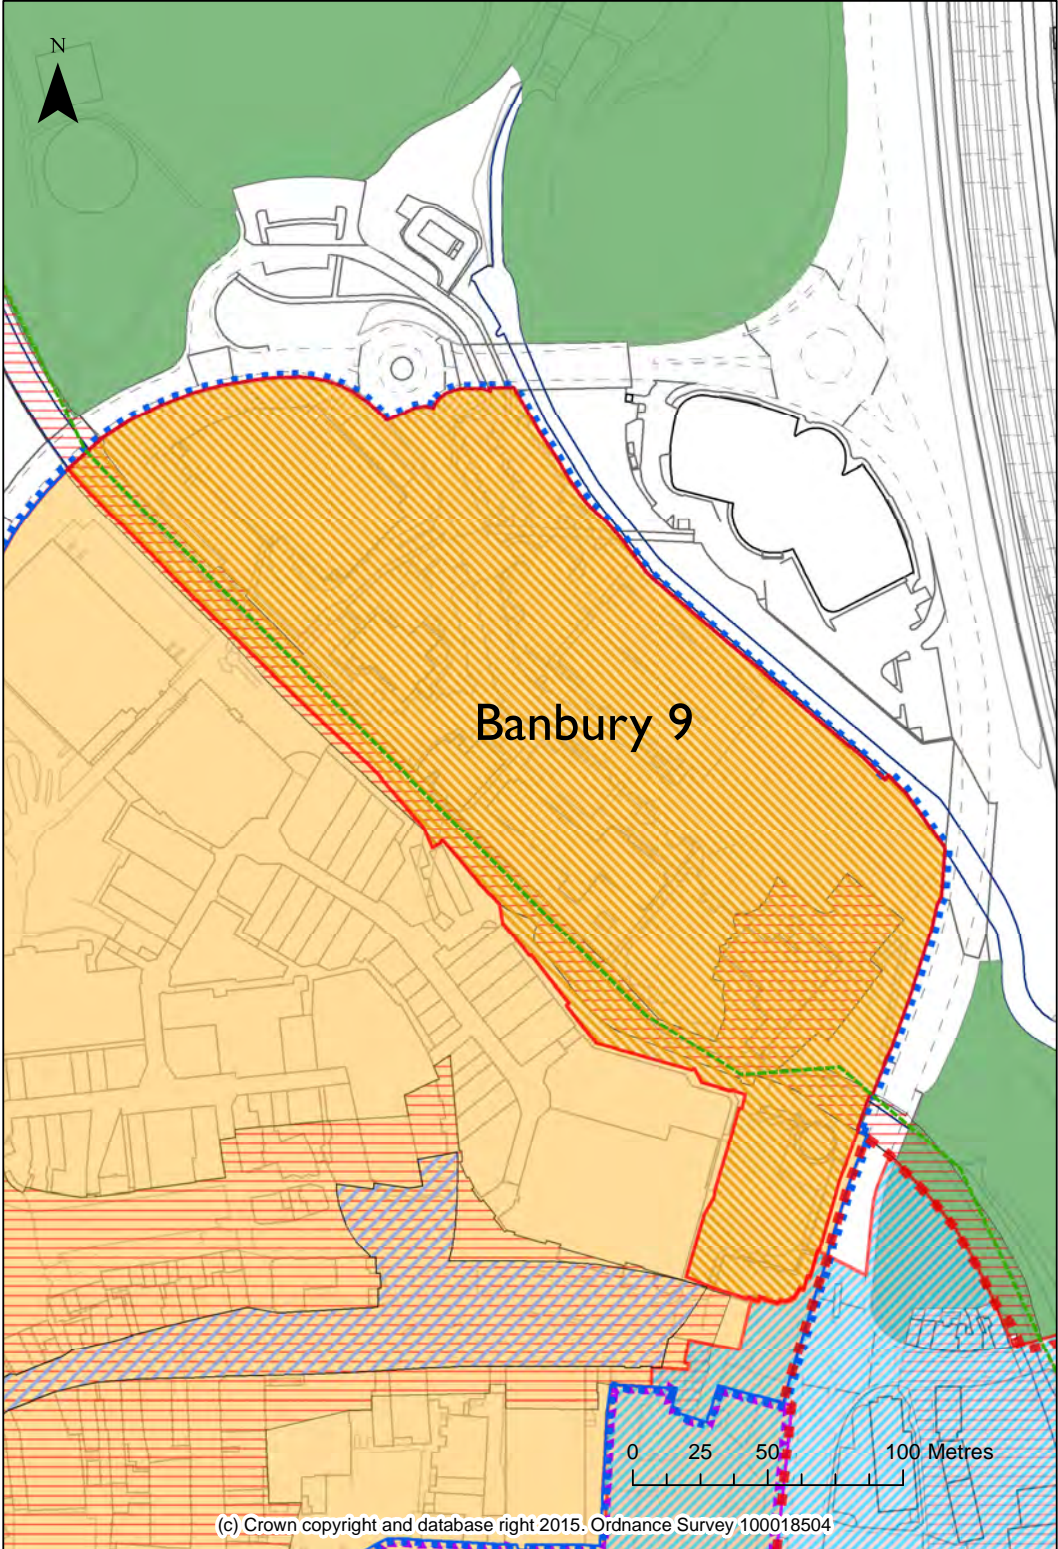 N
Banbury 9
0 25 50 100 Metres
(c) Crown copyright and database right 2015. Ordnance Survey 100018504